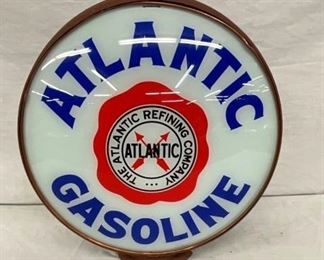 ATLANTIC
THE ATLANTIC REFINING COMPANY ...
ATLANTIC
GASOLINE